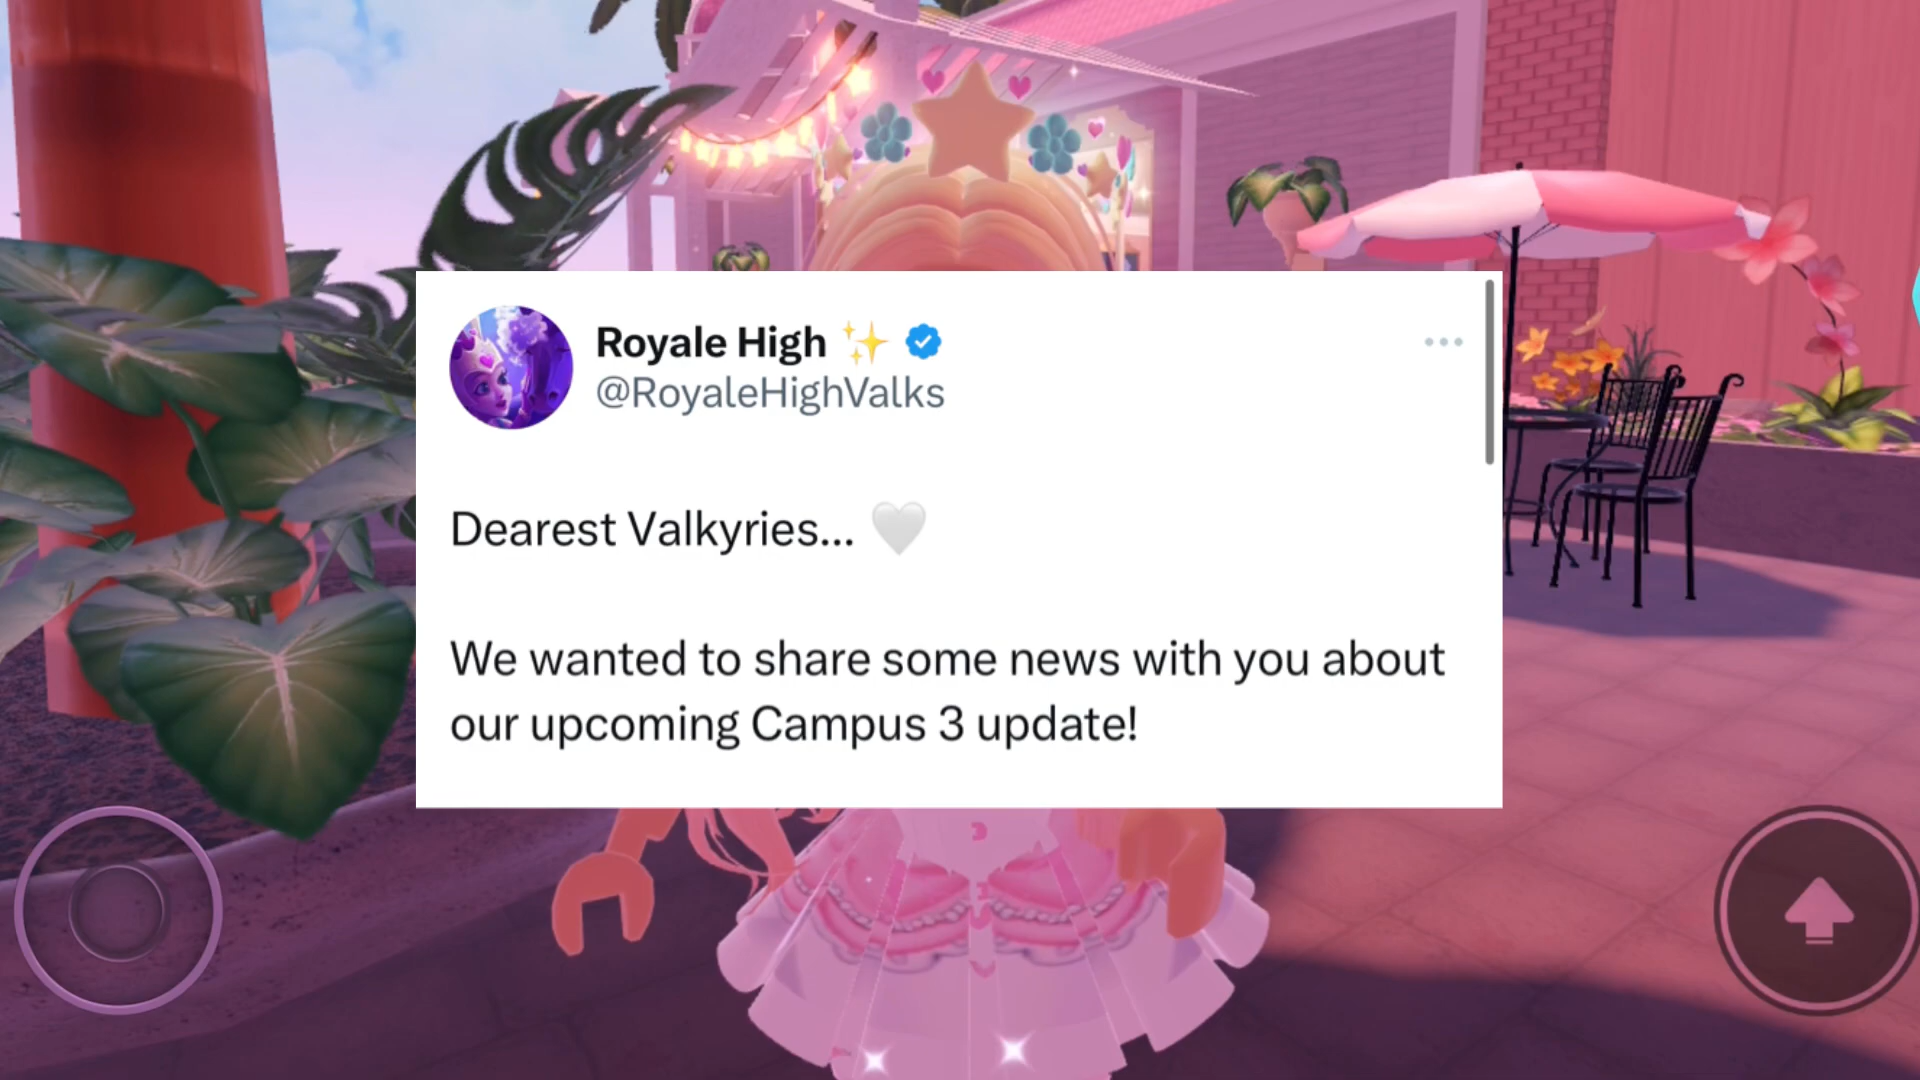 Royale High ✨
@RoyaleHighValks
Dearest Valkyries... 🤍
We wanted to share some news with you about
our upcoming Campus 3 update!